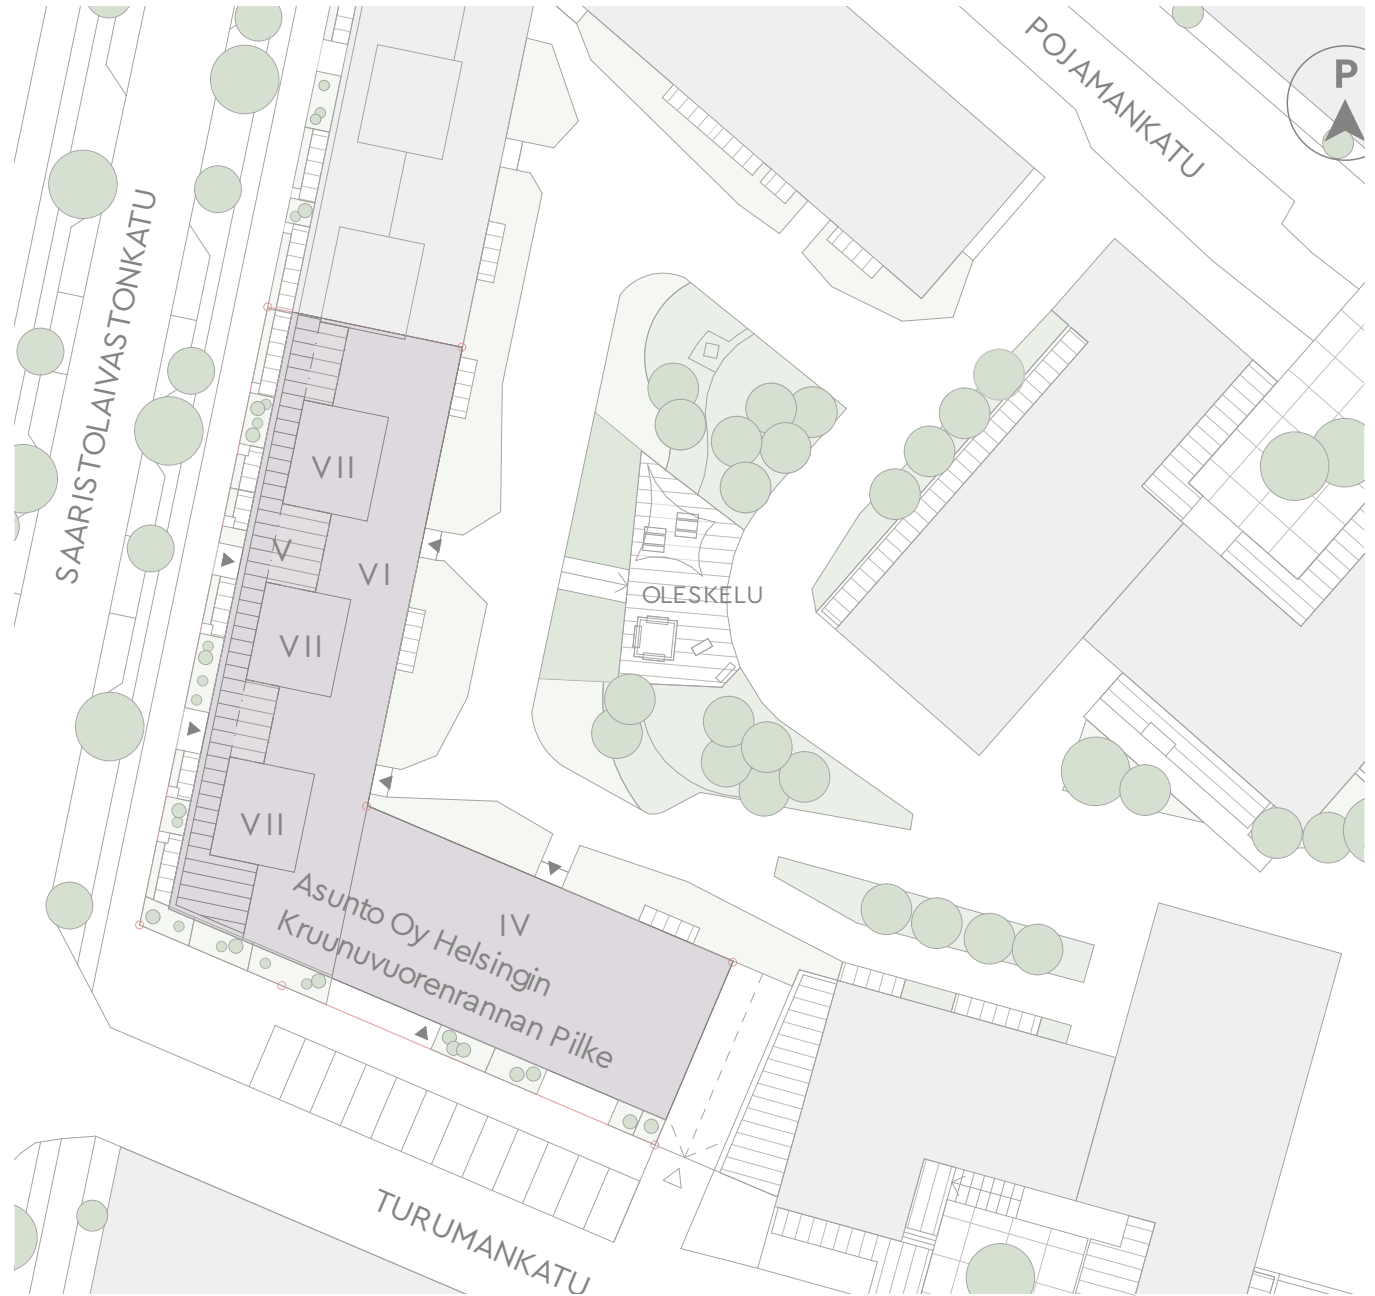 POJAMANKATU
P
SAARISTOLAIVASTONKATU
VII
V
VI
OLESKELU
VII
VII
IV
Asunto Oy Helsingin
Kruunuvuorenrannan Pilke
TURUMANKATU